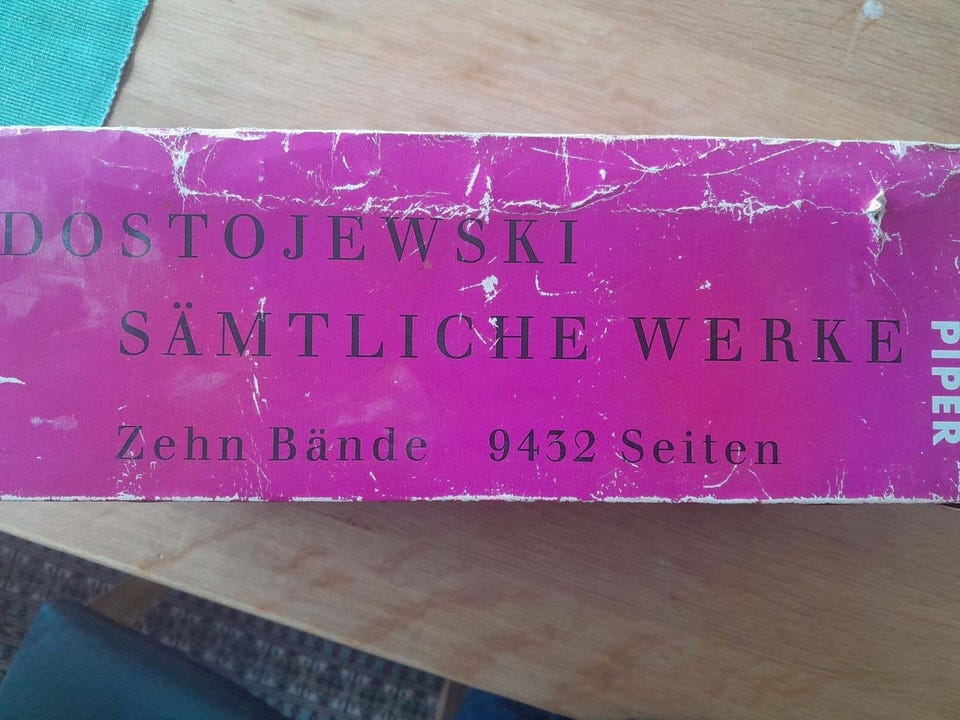 DOSTOJEWSKI
SÄMTLICHE WERKE
Zehn Bände 9432 Seiten
PIPER